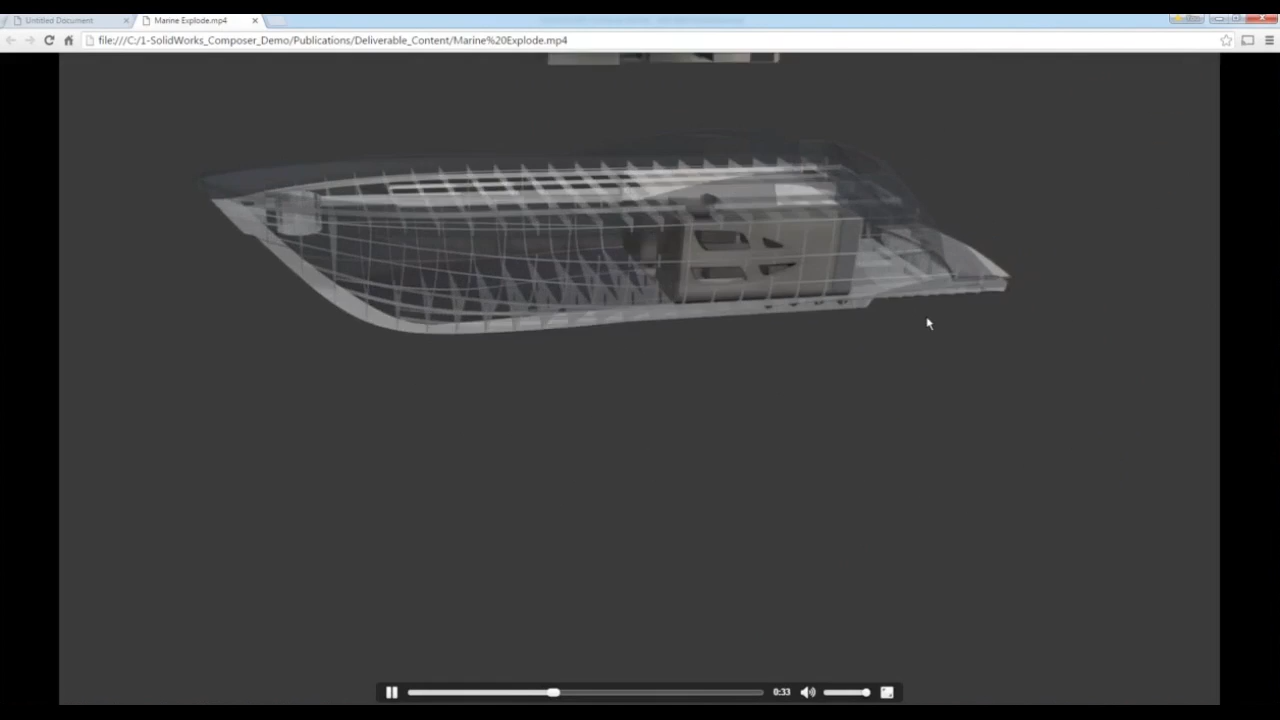 Untitled Document
Marine Explode.mp4
file:///C:/1-SolidWorks_Composer_Demo/Publications/Deliverable_Content/Marine%20Explode.mp4
0:33